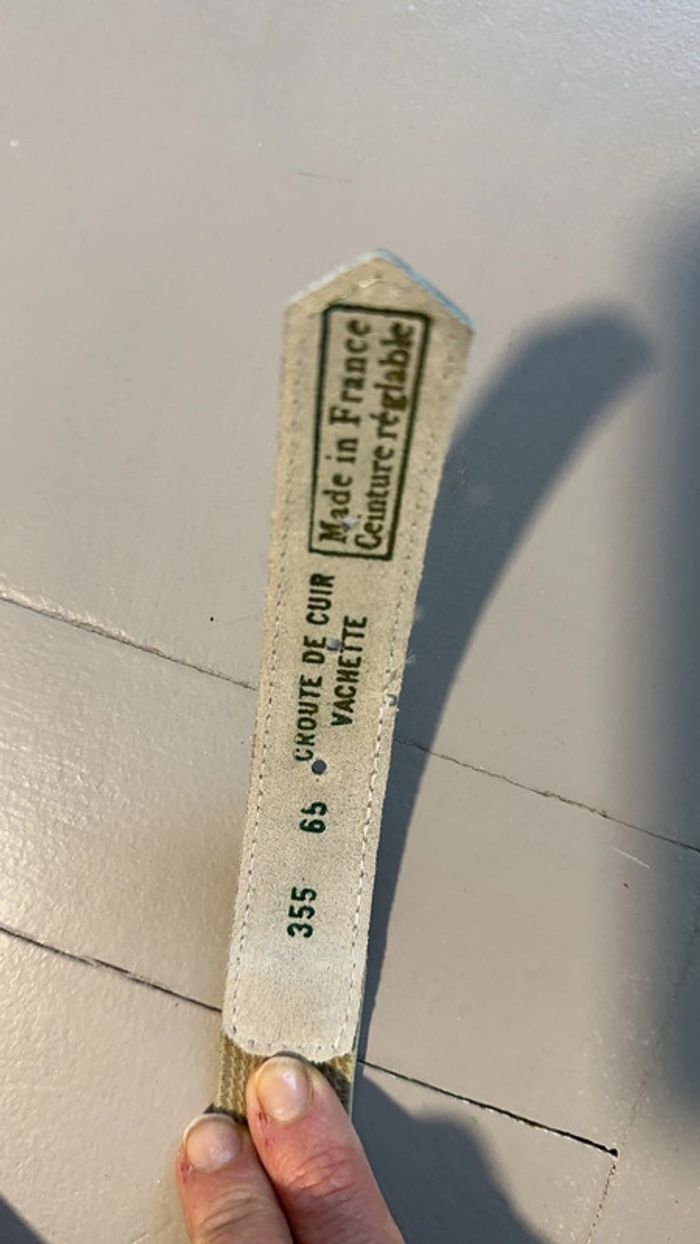 Made in France
Ceinture réglable
CROUTE DE CUIR
VACHETTE
355 65